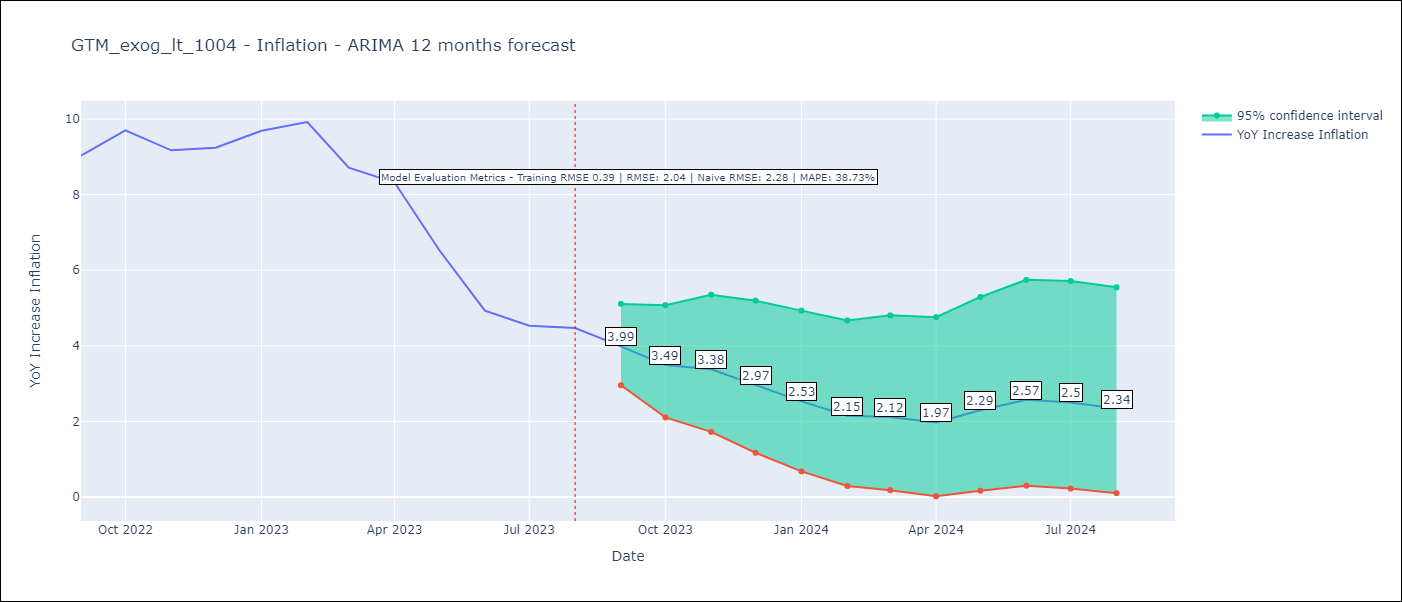 GTM_exog_lt_1004 - Inflation - ARIMA 12 months forecast
95% confidence interval
YoY Increase Inflation
Model Evaluation Metrics - Training RMSE 0.39 | RMSE: 2.04 | Naive RMSE: 2.28 | MAPE: 38.73%
YoY Increase Inflation
10
8
6
4
2
0
3.99
3.49
3.38
2.97
2.53
2.15
2.12
1.97
2.29
2.57
2.5
2.34
Oct 2022
Jan 2023
Apr 2023
Jul 2023
Oct 2023
Jan 2024
Apr 2024
Jul 2024
Date